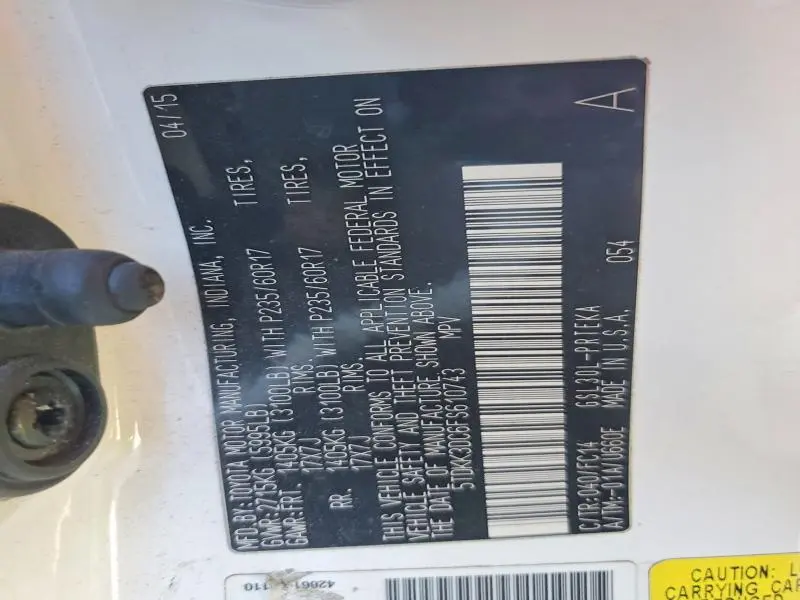 MFD. BY: TOYOTA MOTOR MANUFACTURING, INDIANA, INC. 04/15
GVWR: 2715KG (5995LB)
GAWR: FRT. 1405KG (3100LB) WITH P235/60R17 TIRES,
17X7J RIMS.
RR. 1405KG (3100LB) WITH P235/60R17 TIRES,
17X7J RIMS.
THIS VEHICLE CONFORMS TO ALL APPLICABLE FEDERAL MOTOR
VEHICLE SAFETY AND THEFT PREVENTION STANDARDS IN EFFECT ON
THE DATE OF MANUFACTURE SHOWN ABOVE.
5TDKK3DC6FS610743 MPV
A
C/TR:040/FC14 GSL30L-PRTEKA 054
A/TM:-01A/U660E MADE IN U.S.A.
CAUTION:
CARRYING